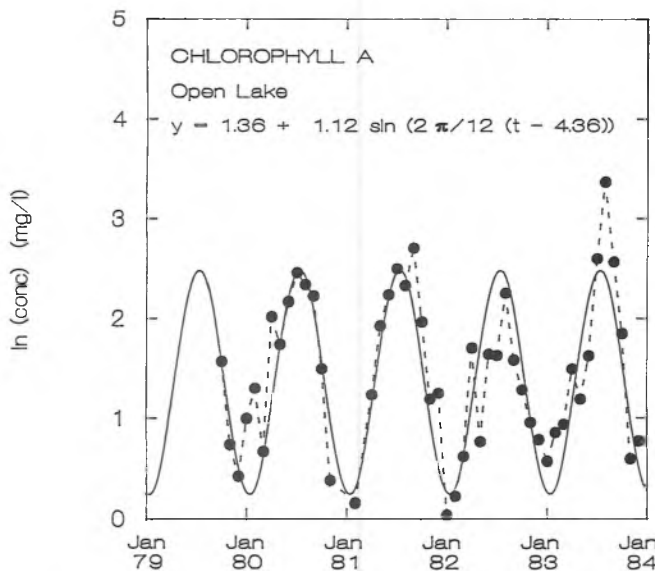 5
CHLOROPHYLL A
Open Lake
4
y = 1.36 + 1.12 sin (2 π/12 (t - 4.36))
ln (conc) (mg/l)
3
2
1
0
Jan Jan Jan Jan Jan Jan
79 80 81 82 83 84